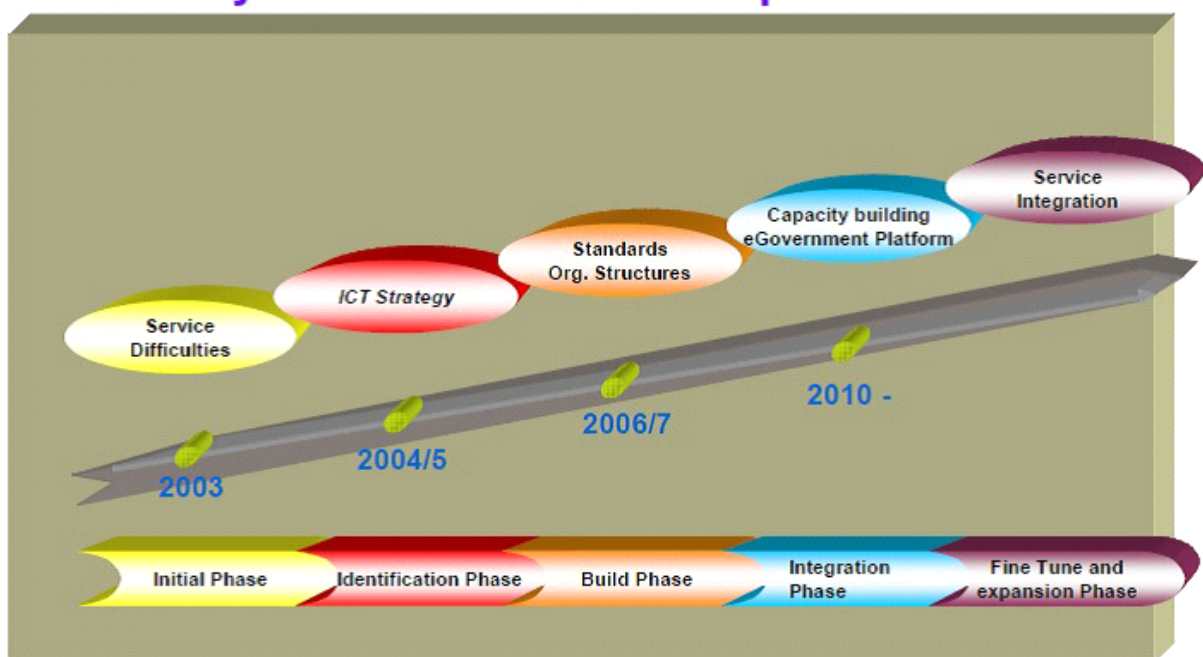 Service
Integration
Capacity building
eGovernment Platform
Standards
Org. Structures
ICT Strategy
Service
Difficulties
2010 -
2006/7
2004/5
2003
Initial Phase
Identification Phase
Build Phase
Integration
Phase
Fine Tune and
expansion Phase